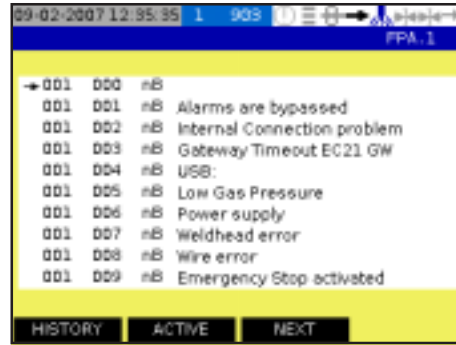 09-02-2007 12:35:35 1 903
FPA.1
001 000 nB
001 001 nB Alarms are bypassed
001 002 nB Internal Connection problem
001 003 nB Gateway Timeout EC21 GW
001 004 nB USB:
001 005 nB Low Gas Pressure
001 006 nB Power supply
001 007 nB Weldhead error
001 008 nB Wire error
001 009 nB Emergency Stop activated
HISTORY ACTIVE NEXT